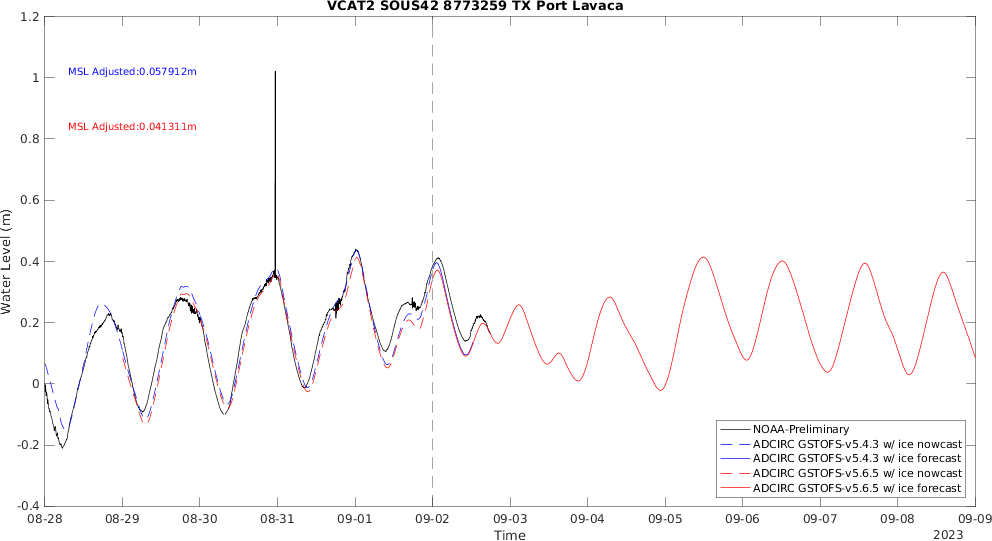 VCAT2 SOUS42 8773259 TX Port Lavaca
1.2
1
0.8
0.6
0.4
0.2
0
-0.2
-0.4
Water Level (m)
MSL Adjusted:0.057912m
MSL Adjusted:0.041311m
NOAA-Preliminary
ADCIRC GSTOFS-v5.4.3 w/ ice nowcast
ADCIRC GSTOFS-v5.4.3 w/ ice forecast
ADCIRC GSTOFS-v5.6.5 w/ ice nowcast
ADCIRC GSTOFS-v5.6.5 w/ ice forecast
08-28 08-29 08-30 08-31 09-01 09-02 09-03 09-04 09-05 09-06 09-07 09-08 09-09
Time
2023